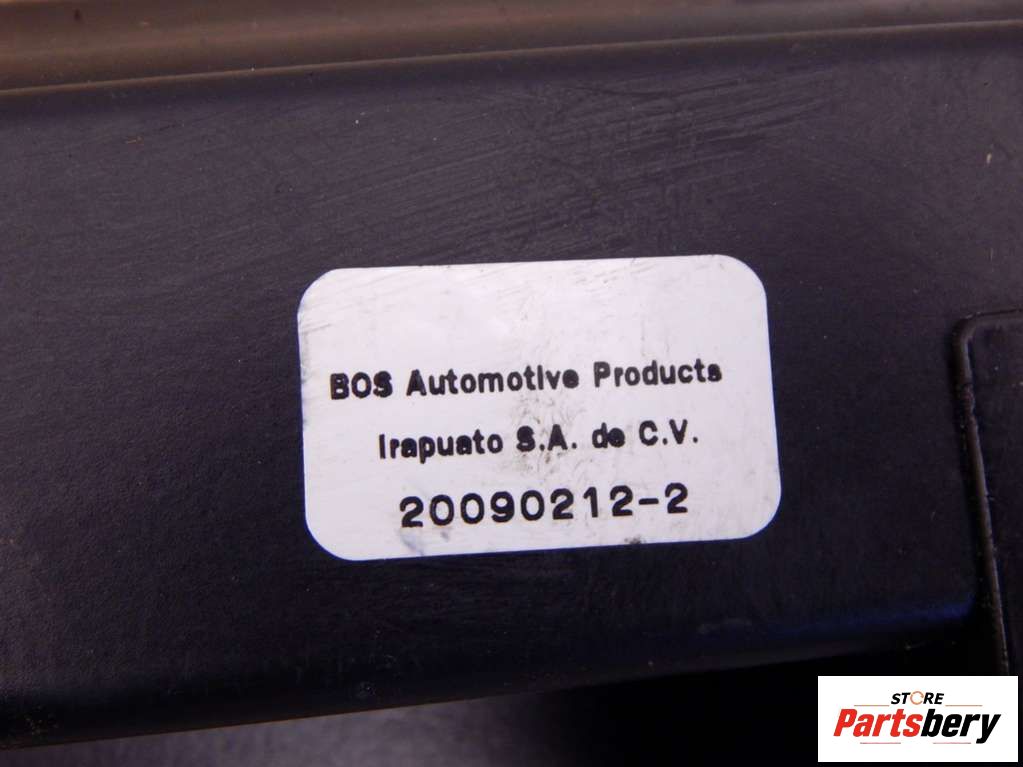 BOS Automotive Products
Irapuato S.A. de C.V.
20090212-2
STORE
Partsbery